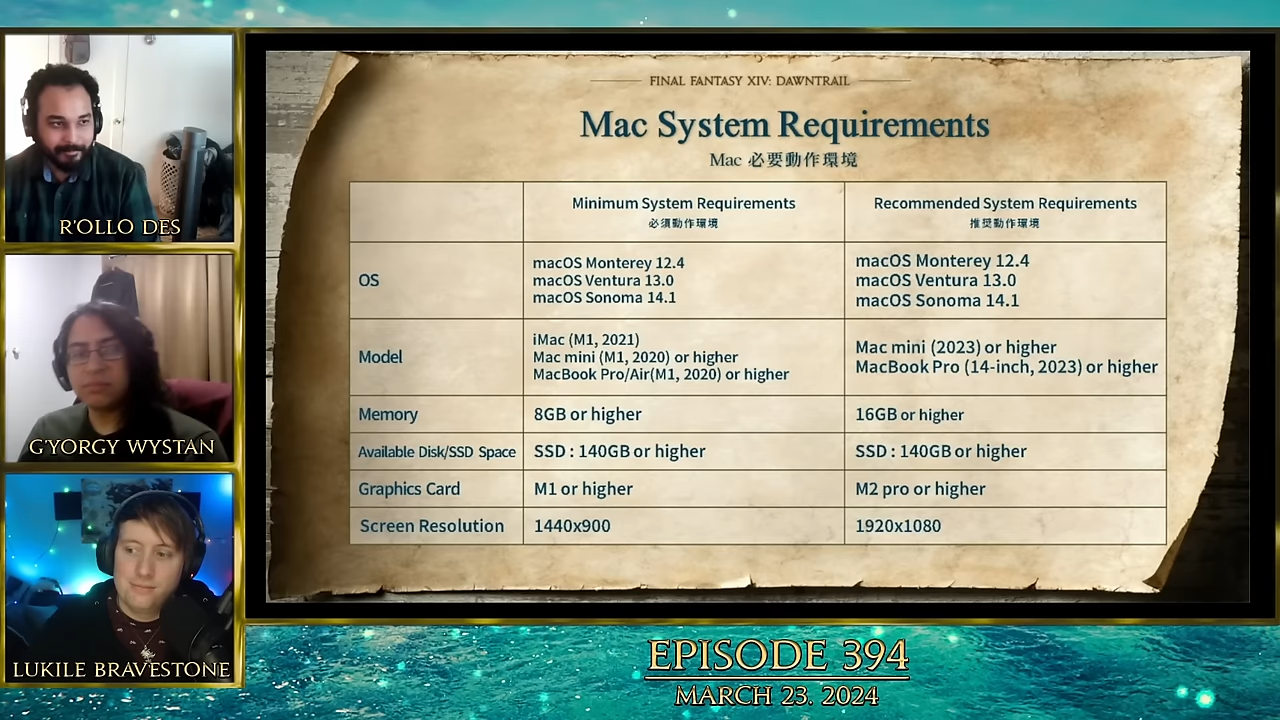 R'OLLO DES
G'YORGY WYSTAN
LUKILE BRAVESTONE
FINAL FANTASY XIV: DAWNTRAIL
Mac System Requirements
Mac 必要動作環境
Minimum System Requirements
必須動作環境
Recommended System Requirements
推奨動作環境
OS
macOS Monterey 12.4
macOS Ventura 13.0
macOS Sonoma 14.1
macOS Monterey 12.4
macOS Ventura 13.0
macOS Sonoma 14.1
Model
iMac (M1, 2021)
Mac mini (M1, 2020) or higher
MacBook Pro/Air(M1, 2020) or higher
Mac mini (2023) or higher
MacBook Pro (14-inch, 2023) or higher
Memory
8GB or higher
16GB or higher
Available Disk/SSD Space
SSD : 140GB or higher
SSD : 140GB or higher
Graphics Card
M1 or higher
M2 pro or higher
Screen Resolution
1440x900
1920x1080
EPISODE 394
MARCH 23. 2024